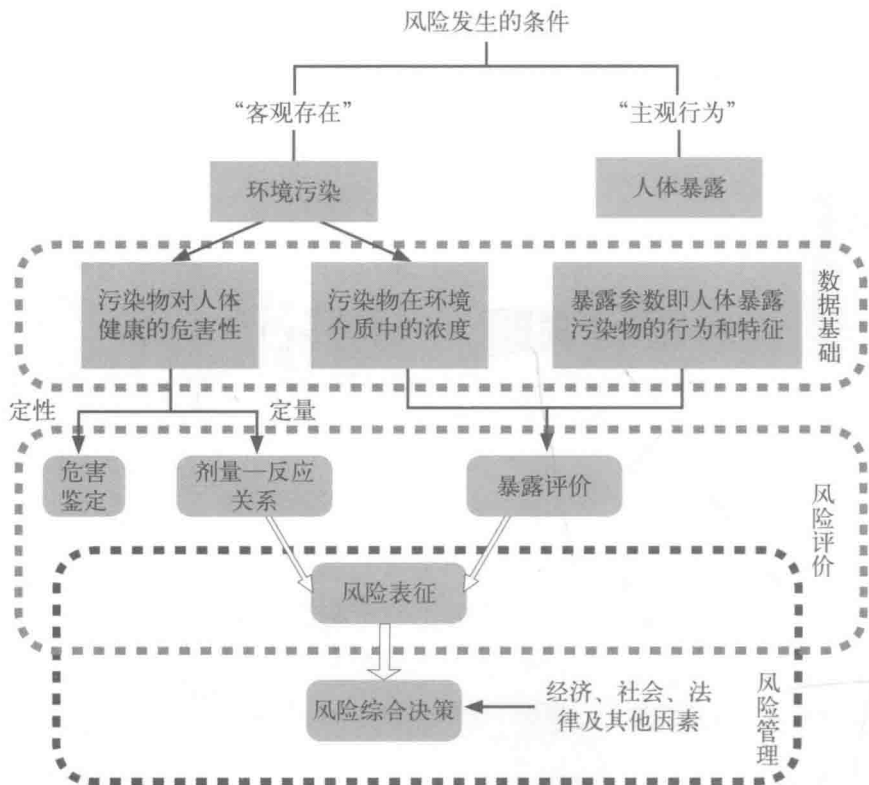 风险发生的条件
“客观存在”
“主观行为”
环境污染
人体暴露
污染物对人体
健康的危害性
污染物在环境
介质中的浓度
暴露参数即人体暴露
污染物的行为和特征
数据基础
定性
定量
危害
鉴定
剂量—反应
关系
暴露评价
风险评价
风险表征
风险综合决策
经济、社会、法
律及其他因素
风险管理